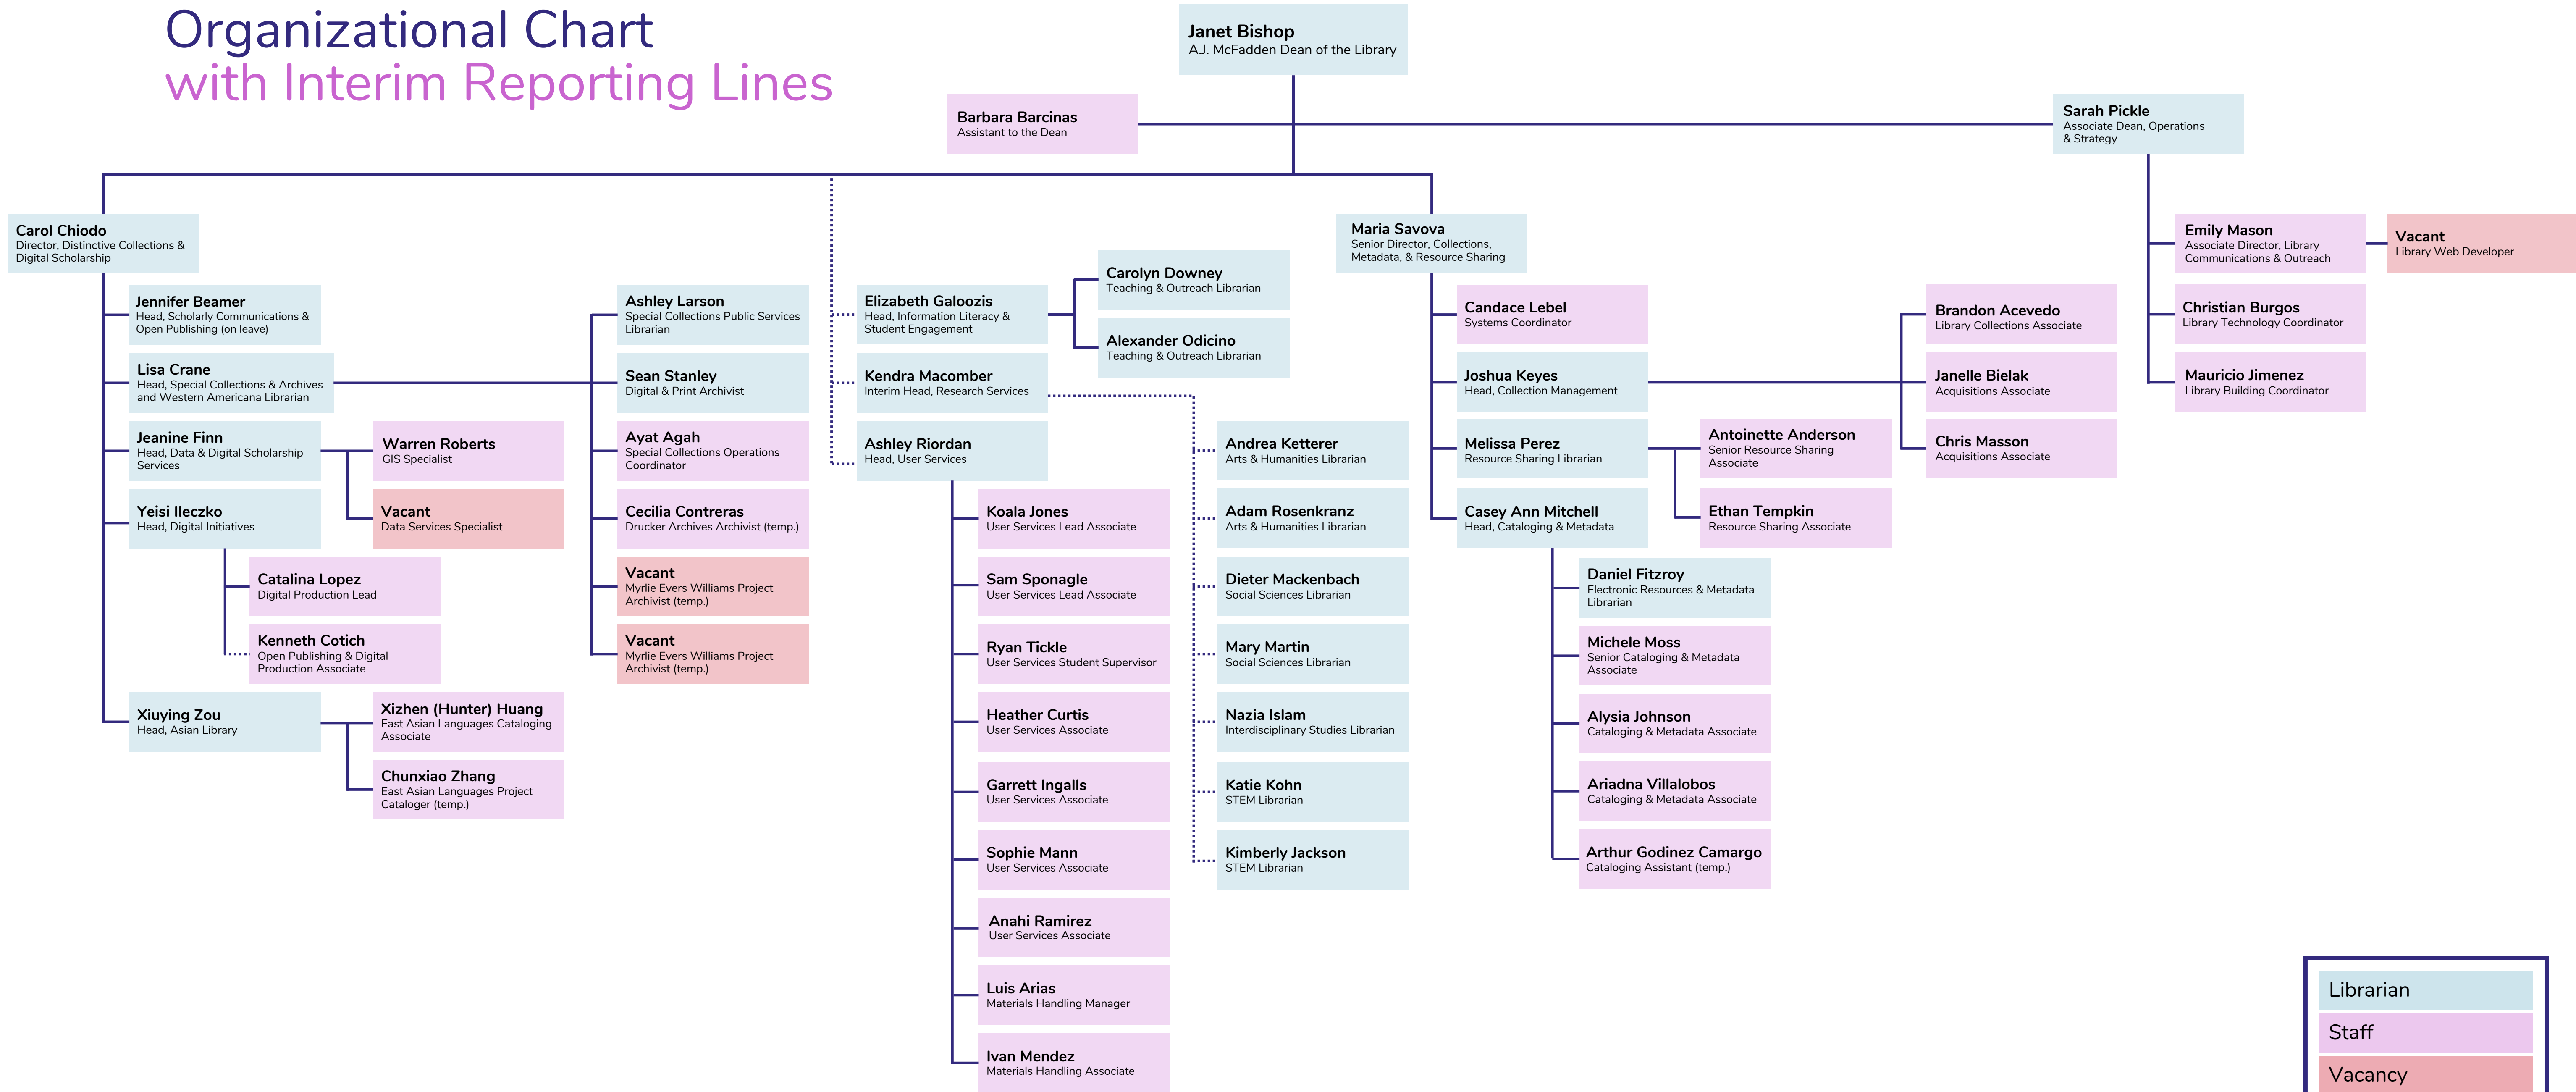 Organizational Chart
with Interim Reporting Lines
Janet Bishop
A.J. McFadden Dean of the Library
Barbara Barcinas
Assistant to the Dean
Sarah Pickle
Associate Dean, Operations
& Strategy
Carol Chiodo
Director, Distinctive Collections &
Digital Scholarship
Jennifer Beamer
Head, Scholarly Communications &
Open Publishing (on leave)
Lisa Crane
Head, Special Collections & Archives
and Western Americana Librarian
Jeanine Finn
Head, Data & Digital Scholarship
Services
Warren Roberts
GIS Specialist
Vacant
Data Services Specialist
Yeisi Ileczko
Head, Digital Initiatives
Catalina Lopez
Digital Production Lead
Kenneth Cotich
Open Publishing & Digital
Production Associate
Xiuying Zou
Head, Asian Library
Xizhen (Hunter) Huang
East Asian Languages Cataloging
Associate
Chunxiao Zhang
East Asian Languages Project
Cataloger (temp.)
Ashley Larson
Special Collections Public Services
Librarian
Sean Stanley
Digital & Print Archivist
Ayat Agah
Special Collections Operations
Coordinator
Cecilia Contreras
Drucker Archives Archivist (temp.)
Vacant
Myrlie Evers Williams Project
Archivist (temp.)
Vacant
Myrlie Evers Williams Project
Archivist (temp.)
Elizabeth Galoozis
Head, Information Literacy &
Student Engagement
Carolyn Downey
Teaching & Outreach Librarian
Alexander Odicino
Teaching & Outreach Librarian
Kendra Macomber
Interim Head, Research Services
Ashley Riordan
Head, User Services
Koala Jones
User Services Lead Associate
Sam Sponagle
User Services Lead Associate
Ryan Tickle
User Services Student Supervisor
Heather Curtis
User Services Associate
Garrett Ingalls
User Services Associate
Sophie Mann
User Services Associate
Anahi Ramirez
User Services Associate
Luis Arias
Materials Handling Manager
Ivan Mendez
Materials Handling Associate
Andrea Ketterer
Arts & Humanities Librarian
Adam Rosenkranz
Arts & Humanities Librarian
Dieter Mackenbach
Social Sciences Librarian
Mary Martin
Social Sciences Librarian
Nazia Islam
Interdisciplinary Studies Librarian
Katie Kohn
STEM Librarian
Kimberly Jackson
STEM Librarian
Maria Savova
Senior Director, Collections,
Metadata, & Resource Sharing
Candace Lebel
Systems Coordinator
Joshua Keyes
Head, Collection Management
Melissa Perez
Resource Sharing Librarian
Casey Ann Mitchell
Head, Cataloging & Metadata
Antoinette Anderson
Senior Resource Sharing
Associate
Ethan Tempkin
Resource Sharing Associate
Brandon Acevedo
Library Collections Associate
Janelle Bielak
Acquisitions Associate
Chris Masson
Acquisitions Associate
Daniel Fitzroy
Electronic Resources & Metadata
Librarian
Michele Moss
Senior Cataloging & Metadata
Associate
Alysia Johnson
Cataloging & Metadata Associate
Ariadna Villalobos
Cataloging & Metadata Associate
Arthur Godinez Camargo
Cataloging Assistant (temp.)
Emily Mason
Associate Director, Library
Communications & Outreach
Vacant
Library Web Developer
Christian Burgos
Library Technology Coordinator
Mauricio Jimenez
Library Building Coordinator
Librarian
Staff
Vacancy